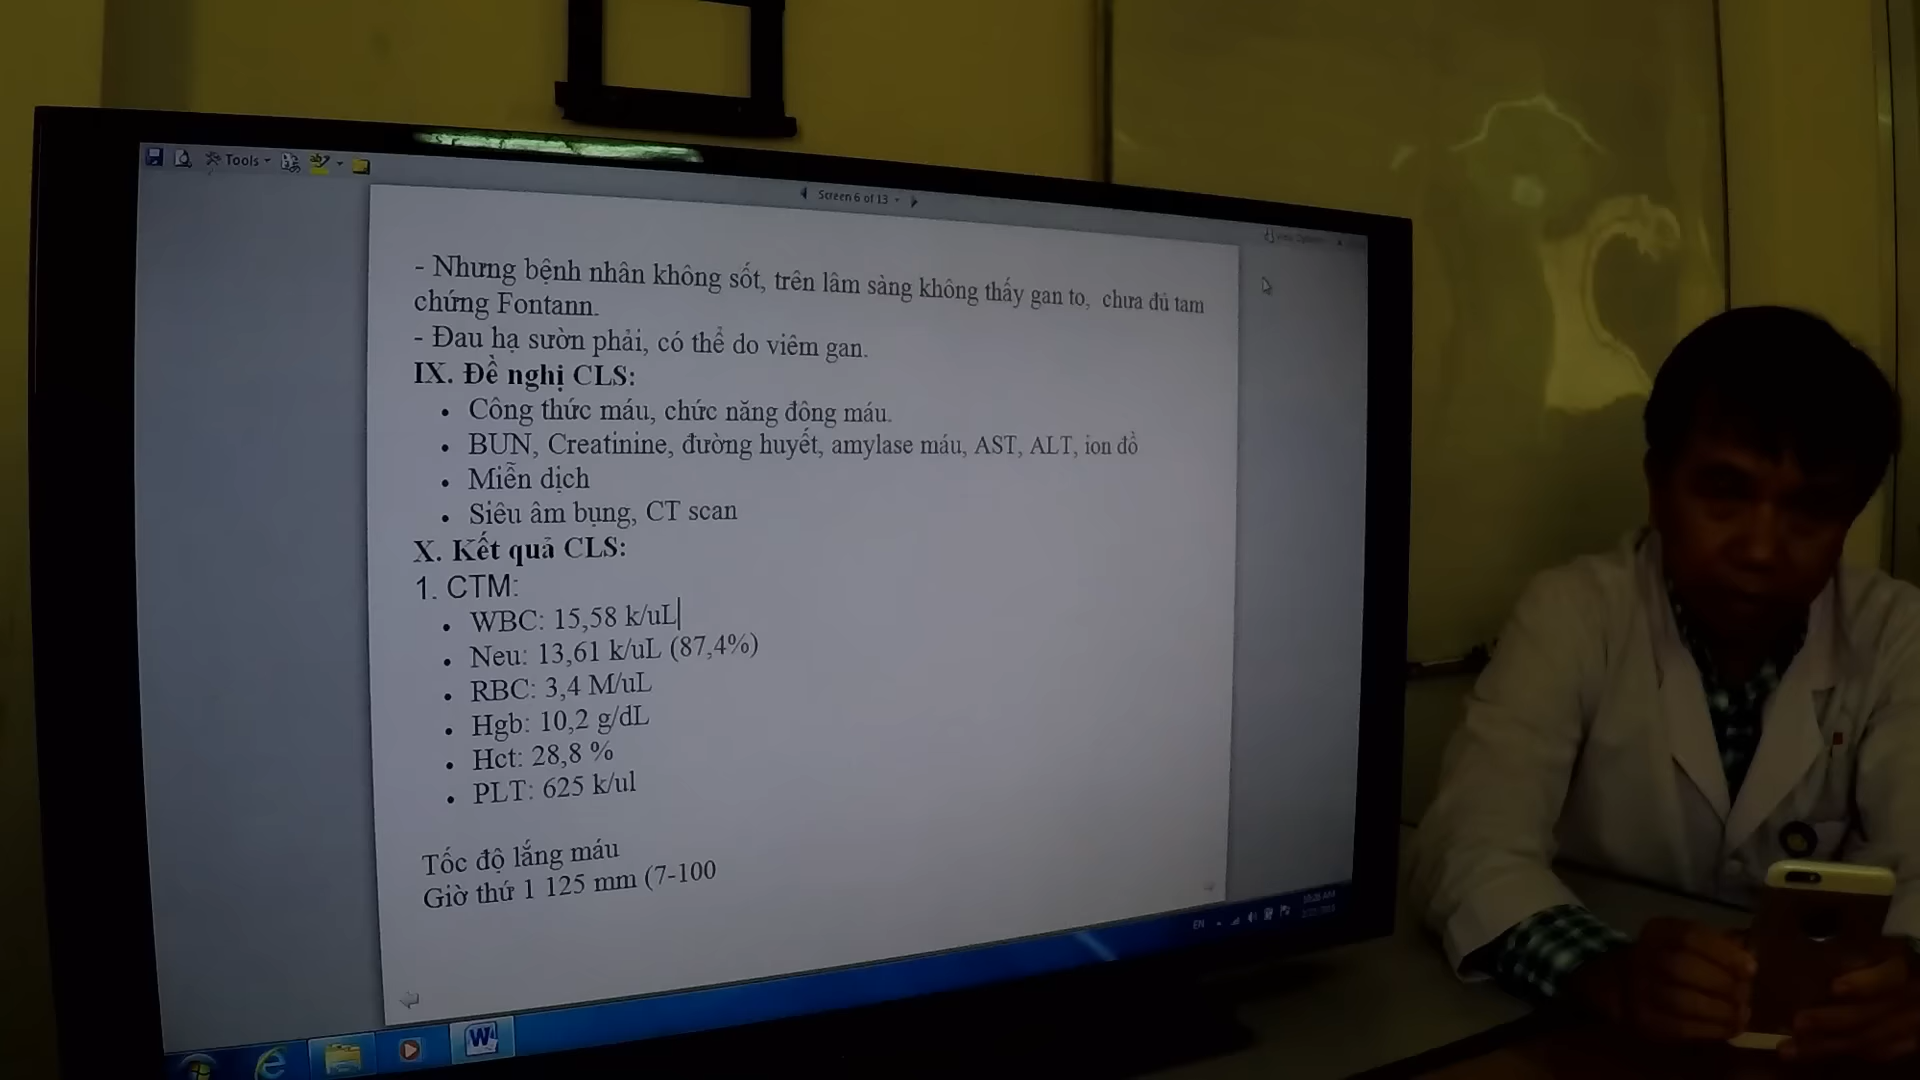 Tools
Screen 6 of 13
- Nhưng bệnh nhân không sốt, trên lâm sàng không thấy gan to, chưa đủ tam
chứng Fontann.
- Đau hạ sườn phải, có thể do viêm gan.
IX. Đề nghị CLS:
• Công thức máu, chức năng đông máu.
• BUN, Creatinine, đường huyết, amylase máu, AST, ALT, ion đồ
• Miễn dịch
• Siêu âm bụng, CT scan
X. Kết quả CLS:
1. CTM:
• WBC: 15,58 k/uL
• Neu: 13,61 k/uL (87,4%)
• RBC: 3,4 M/uL
• Hgb: 10,2 g/dL
• Hct: 28,8 %
• PLT: 625 k/ul
Tốc độ lắng máu
Giờ thứ 1 125 mm (7-100
EN